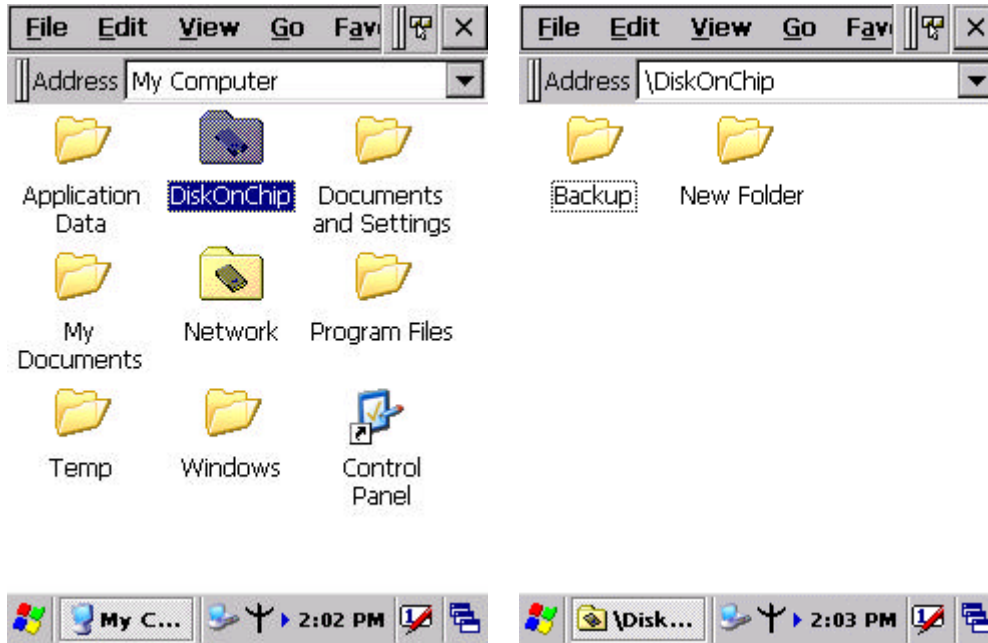 File Edit View Go Fav
Address My Computer
Application Data
DiskOnChip
Documents and Settings
My Documents
Network
Program Files
Temp
Windows
Control Panel
My C... 2:02 PM
File Edit View Go Fav
Address \DiskOnChip
Backup
New Folder
\Disk... 2:03 PM